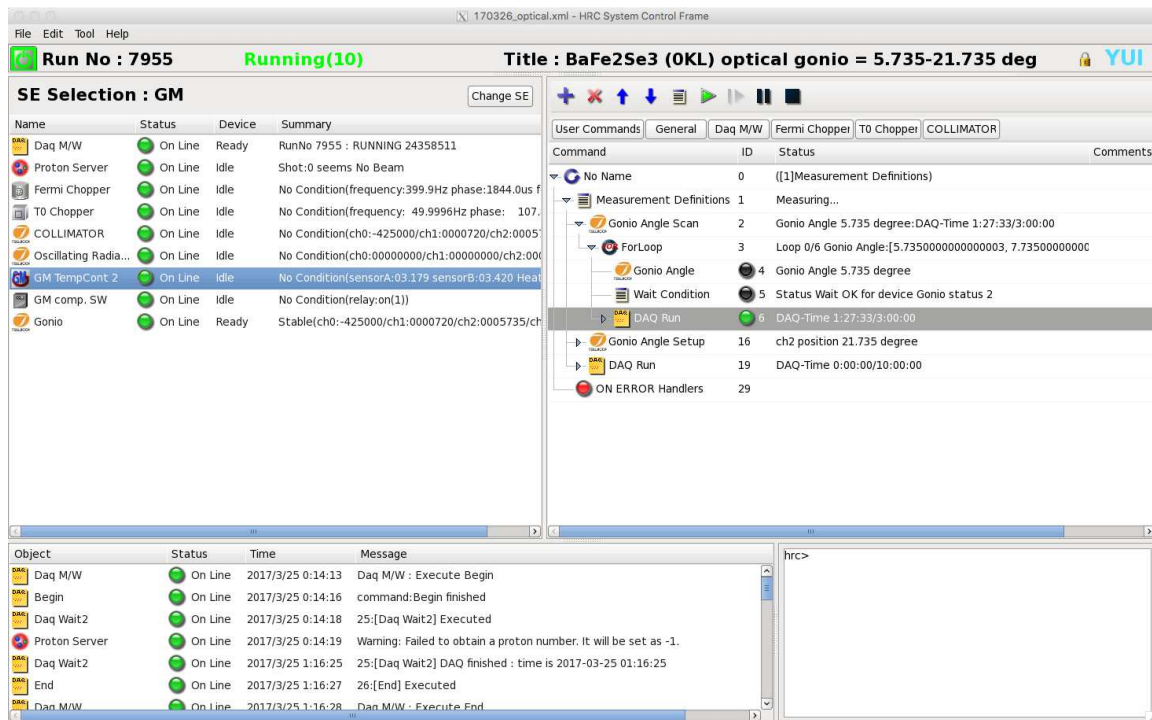 170326_optical.xml - HRC System Control Frame
File Edit Tool Help
Run No : 7955 Running(10) Title : BaFe2Se3 (0KL) optical gonio = 5.735-21.735 deg YUI
SE Selection : GM Change SE
Name Status Device Summary
Daq M/W On Line Ready RunNo 7955 : RUNNING 24358511
Proton Server On Line Idle Shot:0 seems No Beam
Fermi Chopper On Line Idle No Condition(frequency:399.9Hz phase:1844.0us f
T0 Chopper On Line Idle No Condition(frequency: 49.9996Hz phase: 107.
COLLIMATOR On Line Idle No Condition(ch0:-425000/ch1:0000720/ch2:0005
Oscillating Radia... On Line Idle No Condition(ch0:00000000/ch1:00000000/ch2:000
GM TempCont 2 On Line Idle No Condition(sensorA:03.179 sensorB:03.420 Heat
GM comp. SW On Line Idle No Condition(relay:on(1))
Gonio On Line Ready Stable(ch0:-425000/ch1:0000720/ch2:0005735/ch
User Commands General Daq M/W Fermi Chopper T0 Chopper COLLIMATOR
Command ID Status Comments
No Name 0 ([1]Measurement Definitions)
Measurement Definitions 1 Measuring...
Gonio Angle Scan 2 Gonio Angle 5.735 degree:DAQ-Time 1:27:33/3:00:00
ForLoop 3 Loop 0/6 Gonio Angle:[5.7350000000000003, 7.7350000000C
Gonio Angle 4 Gonio Angle 5.735 degree
Wait Condition 5 Status Wait OK for device Gonio status 2
DAQ Run 6 DAQ-Time 1:27:33/3:00:00
Gonio Angle Setup 16 ch2 position 21.735 degree
DAQ Run 19 DAQ-Time 0:00:00/10:00:00
ON ERROR Handlers 29
Object Status Time Message
Daq M/W On Line 2017/3/25 0:14:13 Daq M/W : Execute Begin
Begin On Line 2017/3/25 0:14:16 command:Begin finished
Daq Wait2 On Line 2017/3/25 0:14:18 25:[Daq Wait2] Executed
Proton Server On Line 2017/3/25 0:14:19 Warning: Failed to obtain a proton number. It will be set as -1.
Daq Wait2 On Line 2017/3/25 1:16:25 25:[Daq Wait2] DAQ finished : time is 2017-03-25 01:16:25
End On Line 2017/3/25 1:16:27 26:[End] Executed
Daq M/W On Line 2017/3/25 1:16:28 Daq M/W : Execute End
hrc>